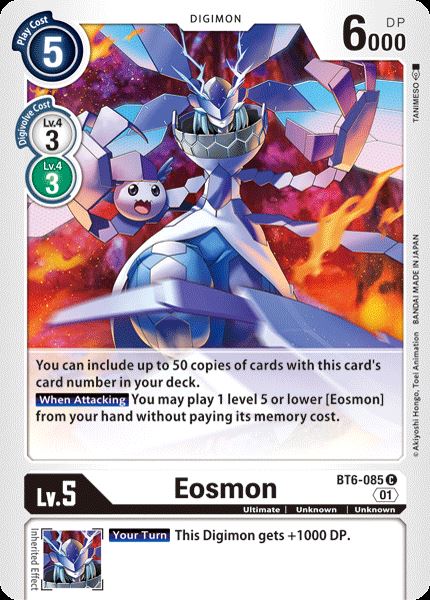 Play Cost
5
DIGIMON
DP
6000
Digivolve Cost
Lv.4
3
Lv.4
3
TANIMESO
© Akiyoshi Hongo, Toei Animation BANDAI MADE IN JAPAN
You can include up to 50 copies of cards with this card's
card number in your deck.
When Attacking You may play 1 level 5 or lower [Eosmon]
from your hand without paying its memory cost.
Lv.5
Eosmon
BT6-085 C
01
Ultimate | Unknown | Unknown
Inherited Effect
Your Turn This Digimon gets +1000 DP.